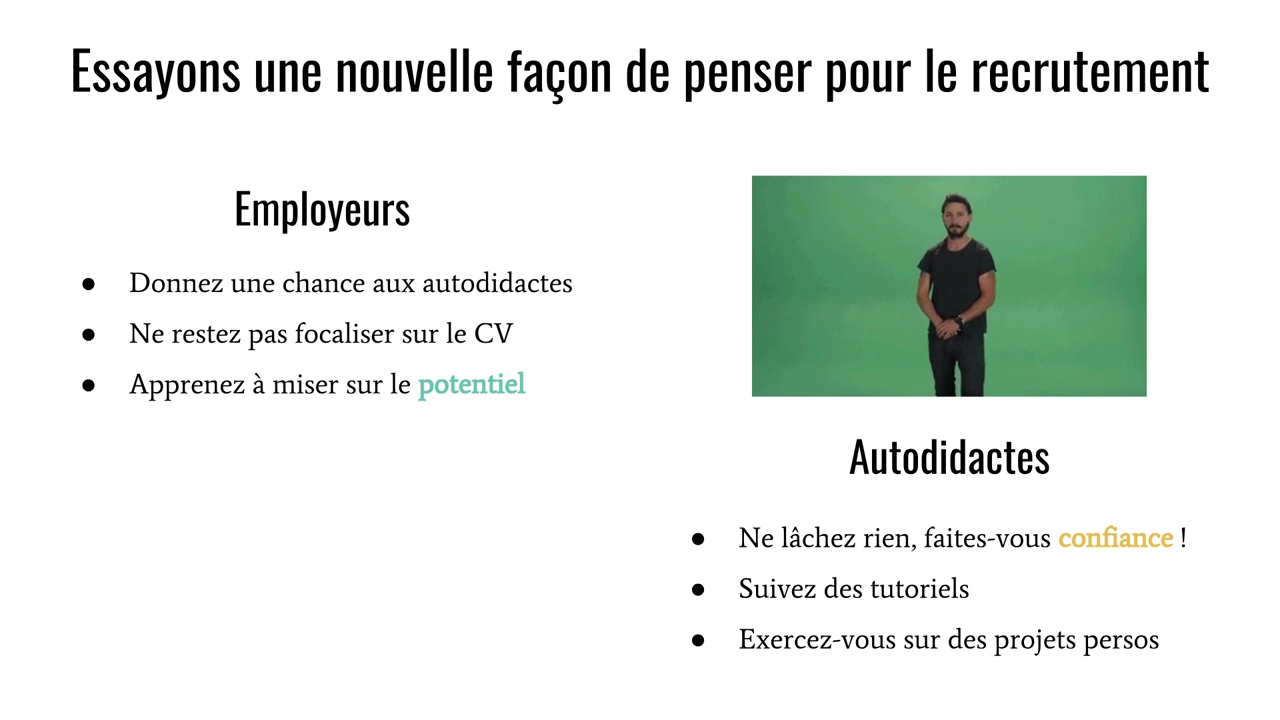 Essayons une nouvelle façon de penser pour le recrutement
Employeurs
● Donnez une chance aux autodidactes
● Ne restez pas focaliser sur le CV
● Apprenez à miser sur le potentiel
Autodidactes
● Ne lâchez rien, faites-vous confiance !
● Suivez des tutoriels
● Exercez-vous sur des projets persos